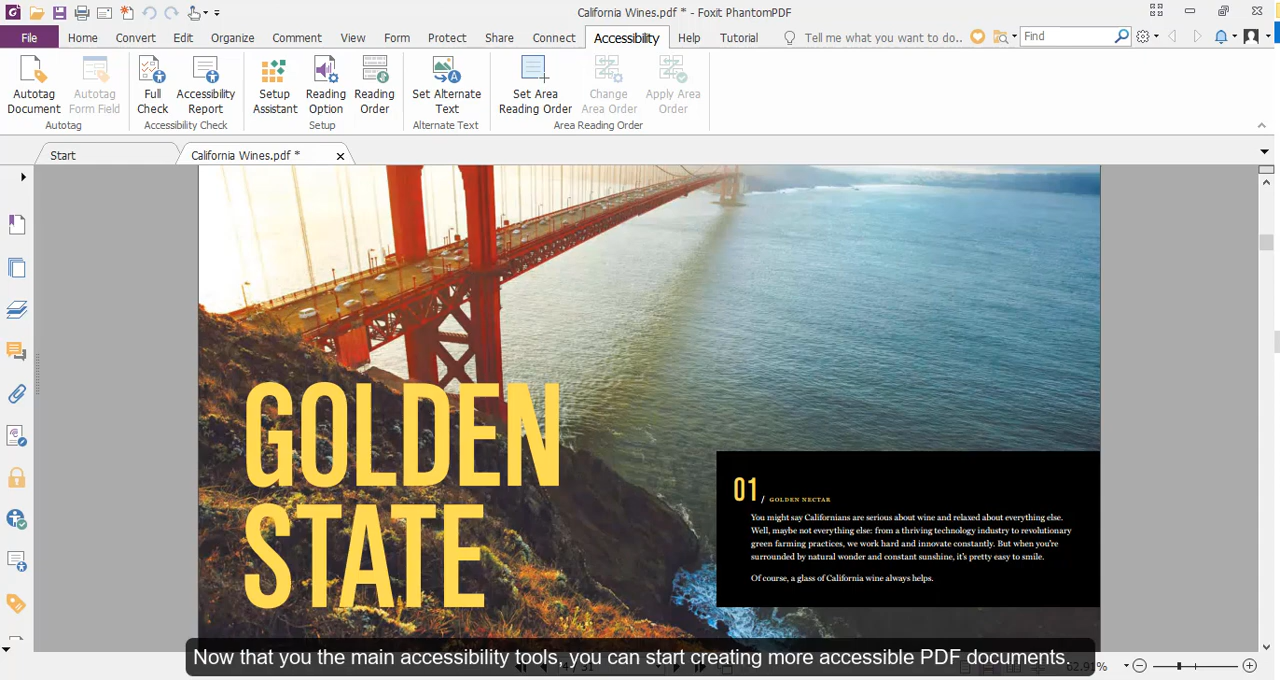 California Wines.pdf * - Foxit PhantomPDF
File Home Convert Edit Organize Comment View Form Protect Share Connect Accessibility Help Tutorial Tell me what you want to do.. Find
Autotag Document
Autotag Form Field
Autotag
Full Check
Accessibility Report
Accessibility Check
Setup Assistant
Reading Option
Reading Order
Setup
Set Alternate Text
Alternate Text
Set Area Reading Order
Change Area Order
Apply Area Order
Area Reading Order
Start
California Wines.pdf *
GOLDEN
STATE
01 / GOLDEN NECTAR
You might say Californians are serious about wine and relaxed about everything else.
Well, maybe not everything else: from a thriving technology industry to revolutionary
green farming practices, we work hard and innovate constantly. But when you're
surrounded by natural wonder and constant sunshine, it's pretty easy to smile.
Of course, a glass of California wine always helps.
Now that you the main accessibility tools, you can start creating more accessible PDF documents.
62.91%